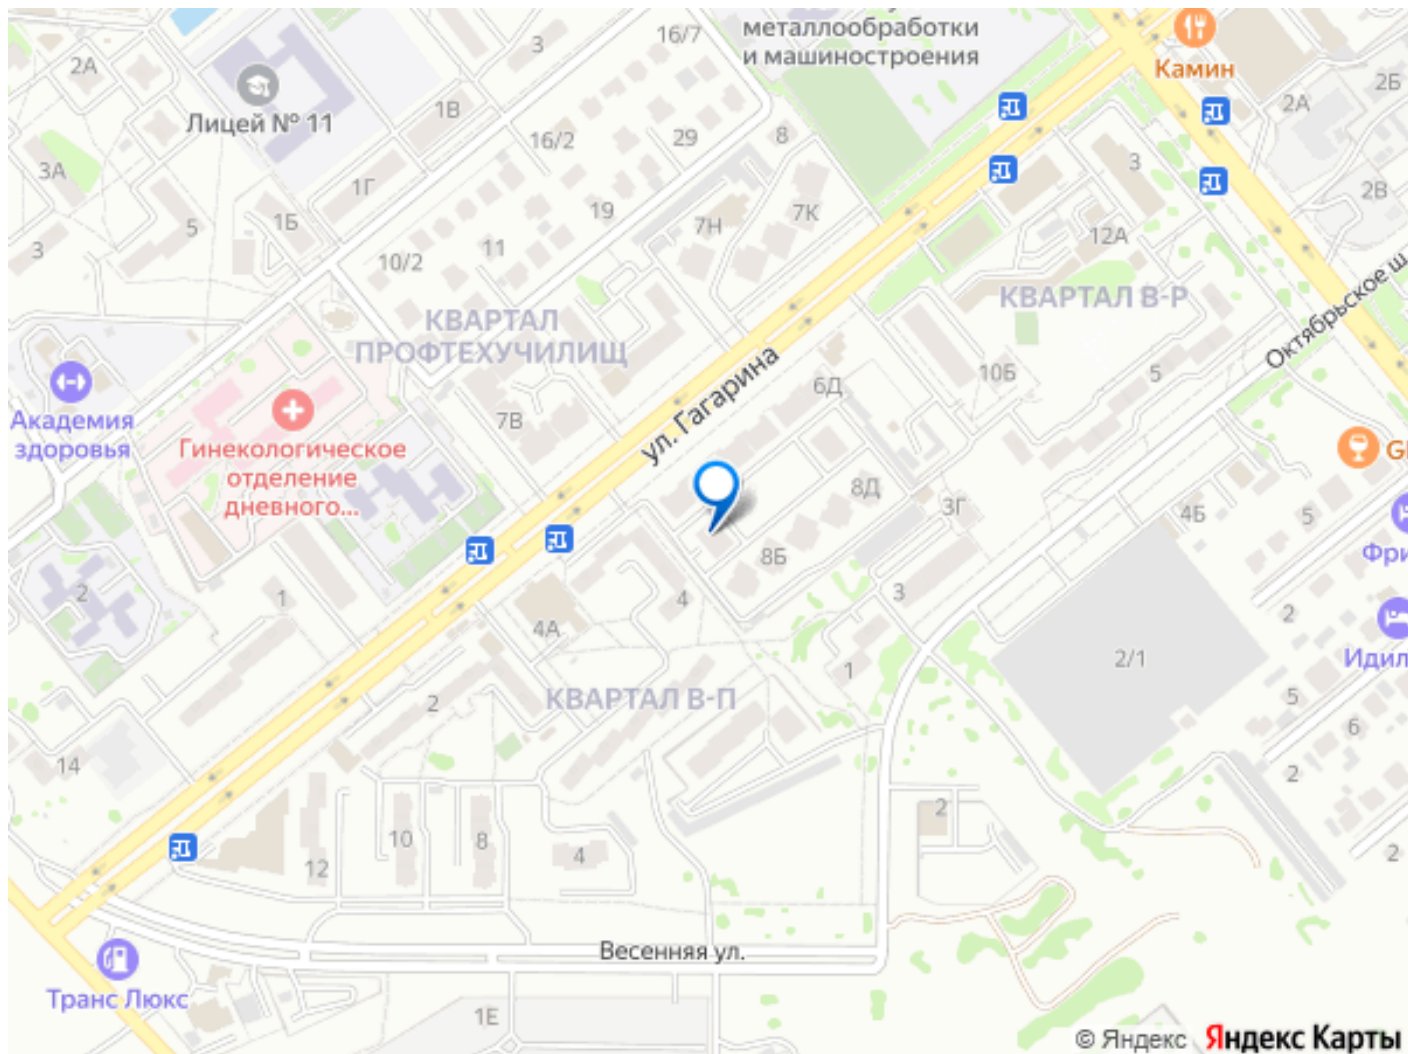 металлообработки
и машиностроения
16/7
3
2А
Камин
2Б
2А
1В
Лицей № 11
16/2
29
8
3
3А
1Г
2В
19
7К
5
1Б
7Н
12А
3
11
10/2
КВАРТАЛ В-Р
Октябрьское ш.
КВАРТАЛ
ПРОФТЕХУЧИЛИЩ
ул. Гагарина
10Б
5
6Д
7В
Академия
здоровья
Гинекологическое
отделение
дневного...
8Д
3Г
4Б
5
8Б
2
1
4
3
2
4А
1
2/1
КВАРТАЛ В-П
2
5
6
14
2
10
8
4
2
12
2
Весенняя ул.
Транс Люкс
1Е
© Яндекс Яндекс Карты